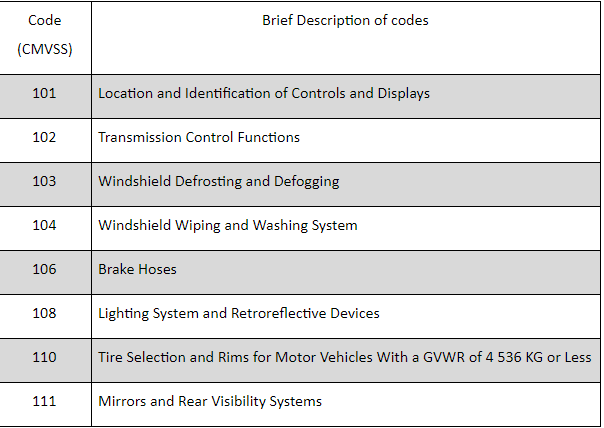 Code Brief Description of codes
(CMVSS)
101 Location and Identification of Controls and Displays
102 Transmission Control Functions
103 Windshield Defrosting and Defogging
104 Windshield Wiping and Washing System
106 Brake Hoses
108 Lighting System and Retroreflective Devices
110 Tire Selection and Rims for Motor Vehicles With a GVWR of 4 536 KG or Less
111 Mirrors and Rear Visibility Systems